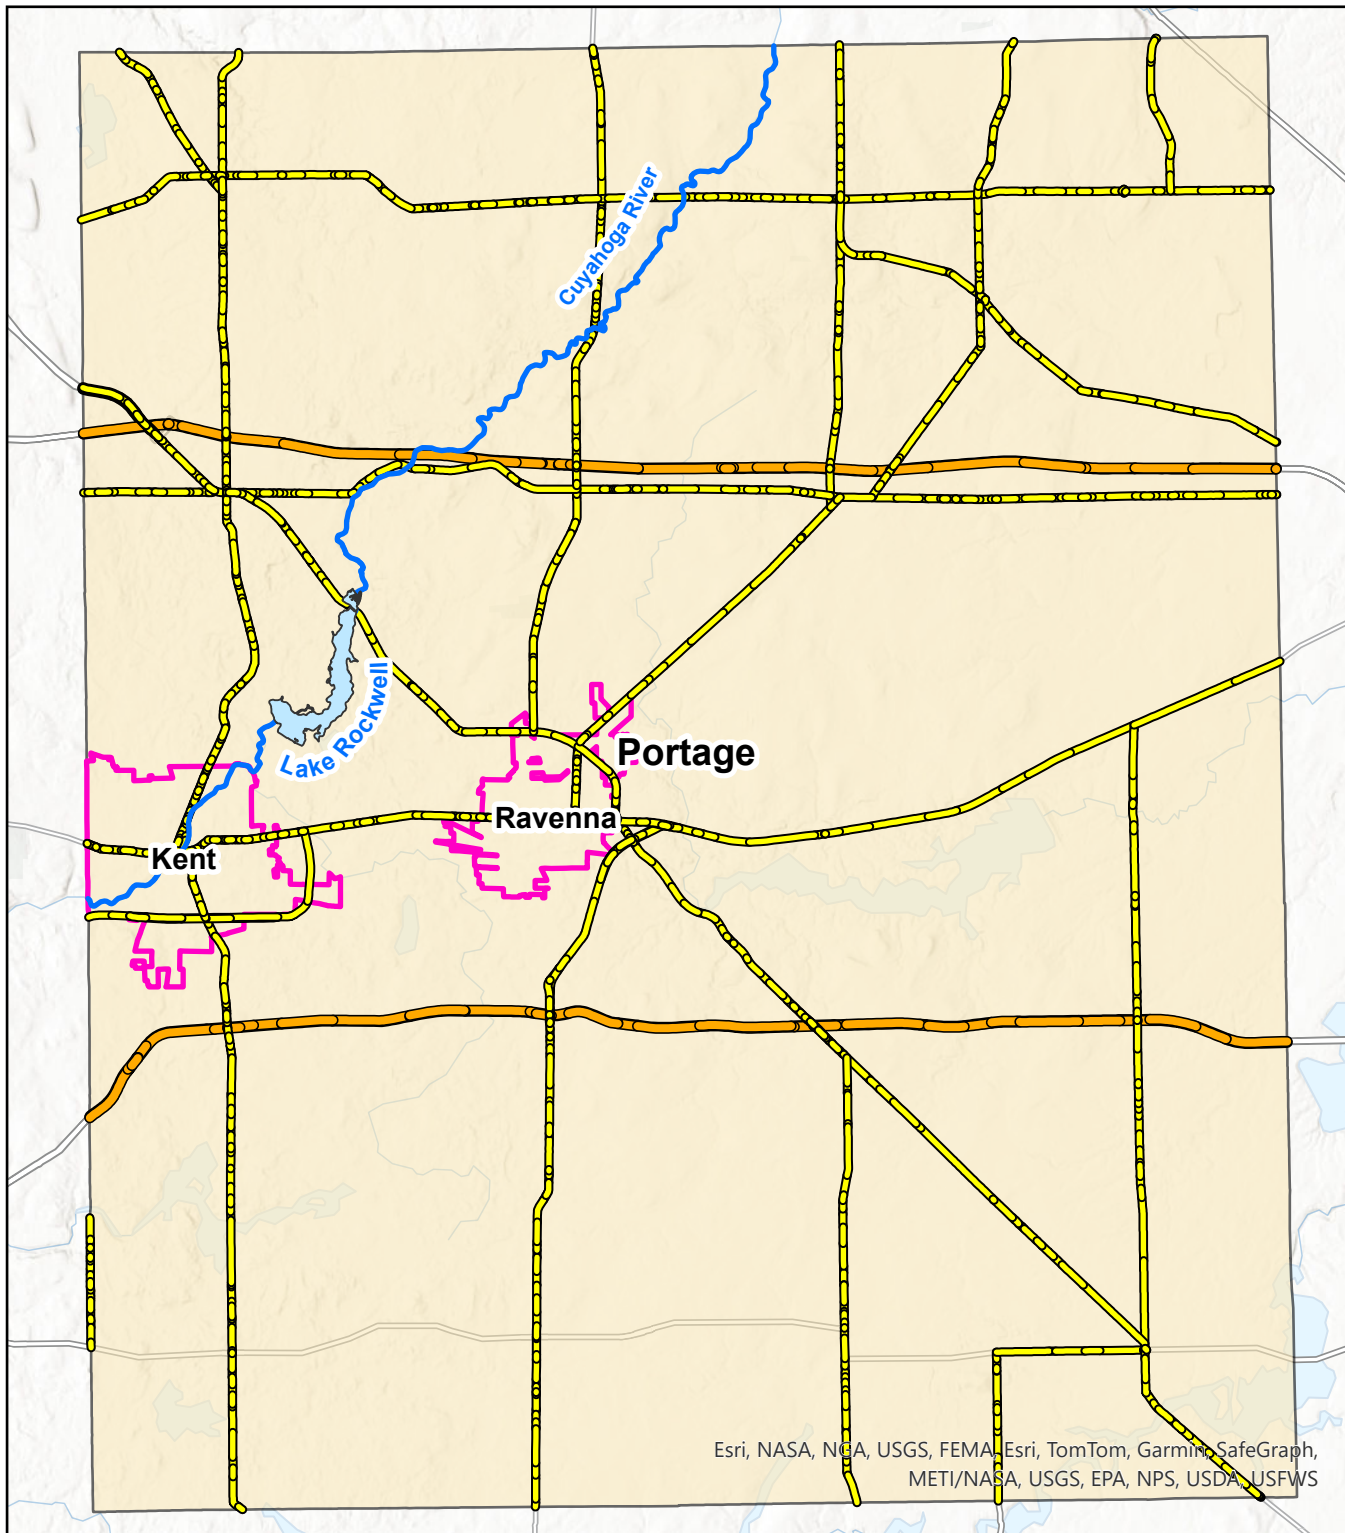 Cuyahoga River
Lake Rockwell
Portage
Ravenna
Kent
Esri, NASA, NGA, USGS, FEMA, Esri, TomTom, Garmin, SafeGraph,
METI/NASA, USGS, EPA, NPS, USDA, USFWS